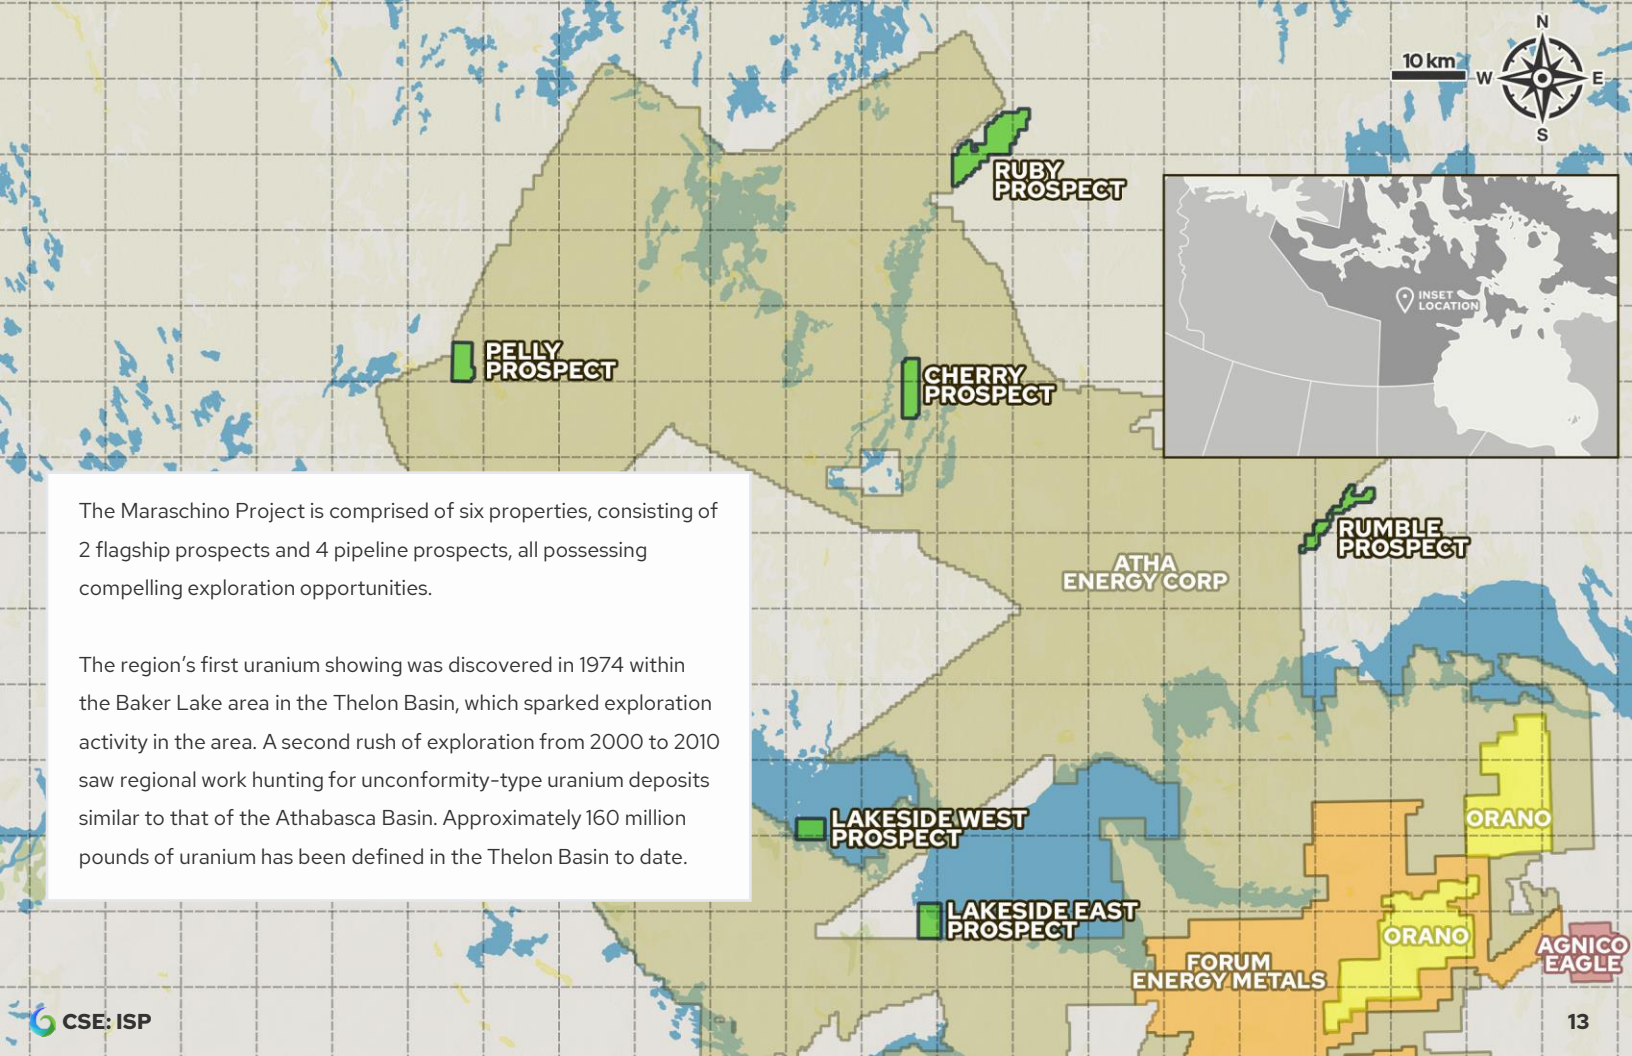 N
10 km
W
E
S
RUBY
PROSPECT
INSET
LOCATION
PELLY
PROSPECT
CHERRY
PROSPECT
The Maraschino Project is comprised of six properties, consisting of
2 flagship prospects and 4 pipeline prospects, all possessing
compelling exploration opportunities.
The region’s first uranium showing was discovered in 1974 within
the Baker Lake area in the Thelon Basin, which sparked exploration
activity in the area. A second rush of exploration from 2000 to 2010
saw regional work hunting for unconformity-type uranium deposits
similar to that of the Athabasca Basin. Approximately 160 million
pounds of uranium has been defined in the Thelon Basin to date.
RUMBLE
PROSPECT
ATHA
ENERGY CORP
LAKESIDE WEST
PROSPECT
ORANO
LAKESIDE EAST
PROSPECT
ORANO
AGNICO
EAGLE
FORUM
ENERGY METALS
CSE: ISP
13